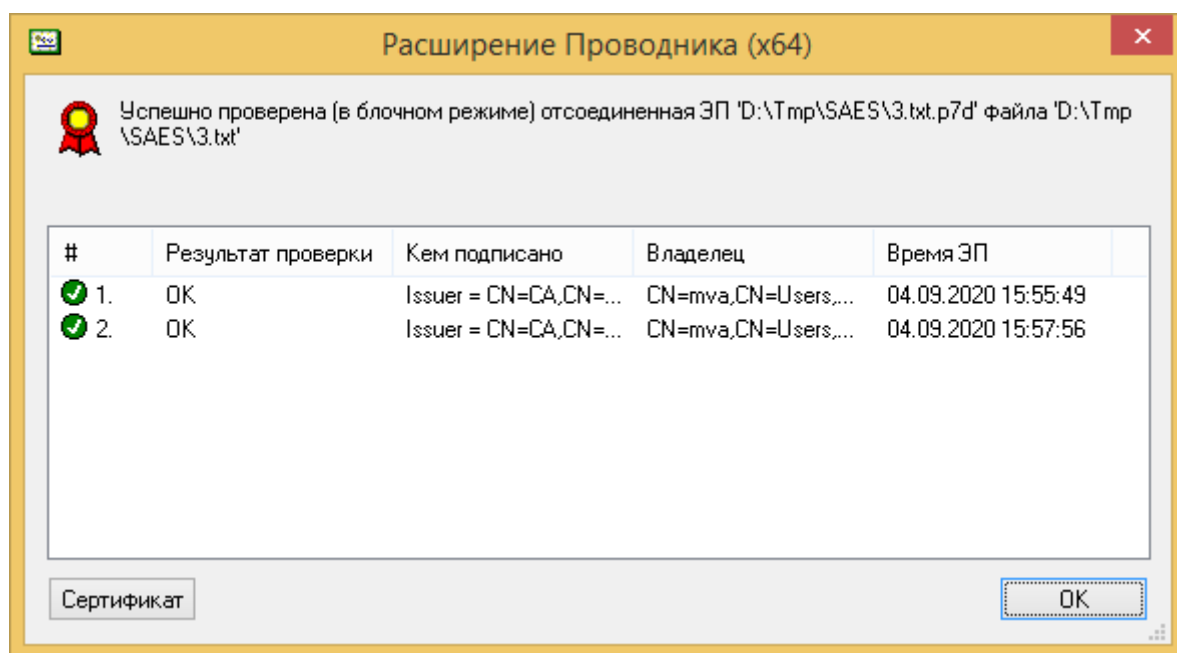 Расширение Проводника (x64)
Успешно проверена (в блочном режиме) отсоединенная ЭП 'D:\Tmp\SAES\3.txt.p7d' файла 'D:\Tmp
\SAES\3.txt'
# Результат проверки Кем подписано Владелец Время ЭП
1. OK Issuer = CN=CA,CN=... CN=mva,CN=Users,... 04.09.2020 15:55:49
2. OK Issuer = CN=CA,CN=... CN=mva,CN=Users,... 04.09.2020 15:57:56
Сертификат OK